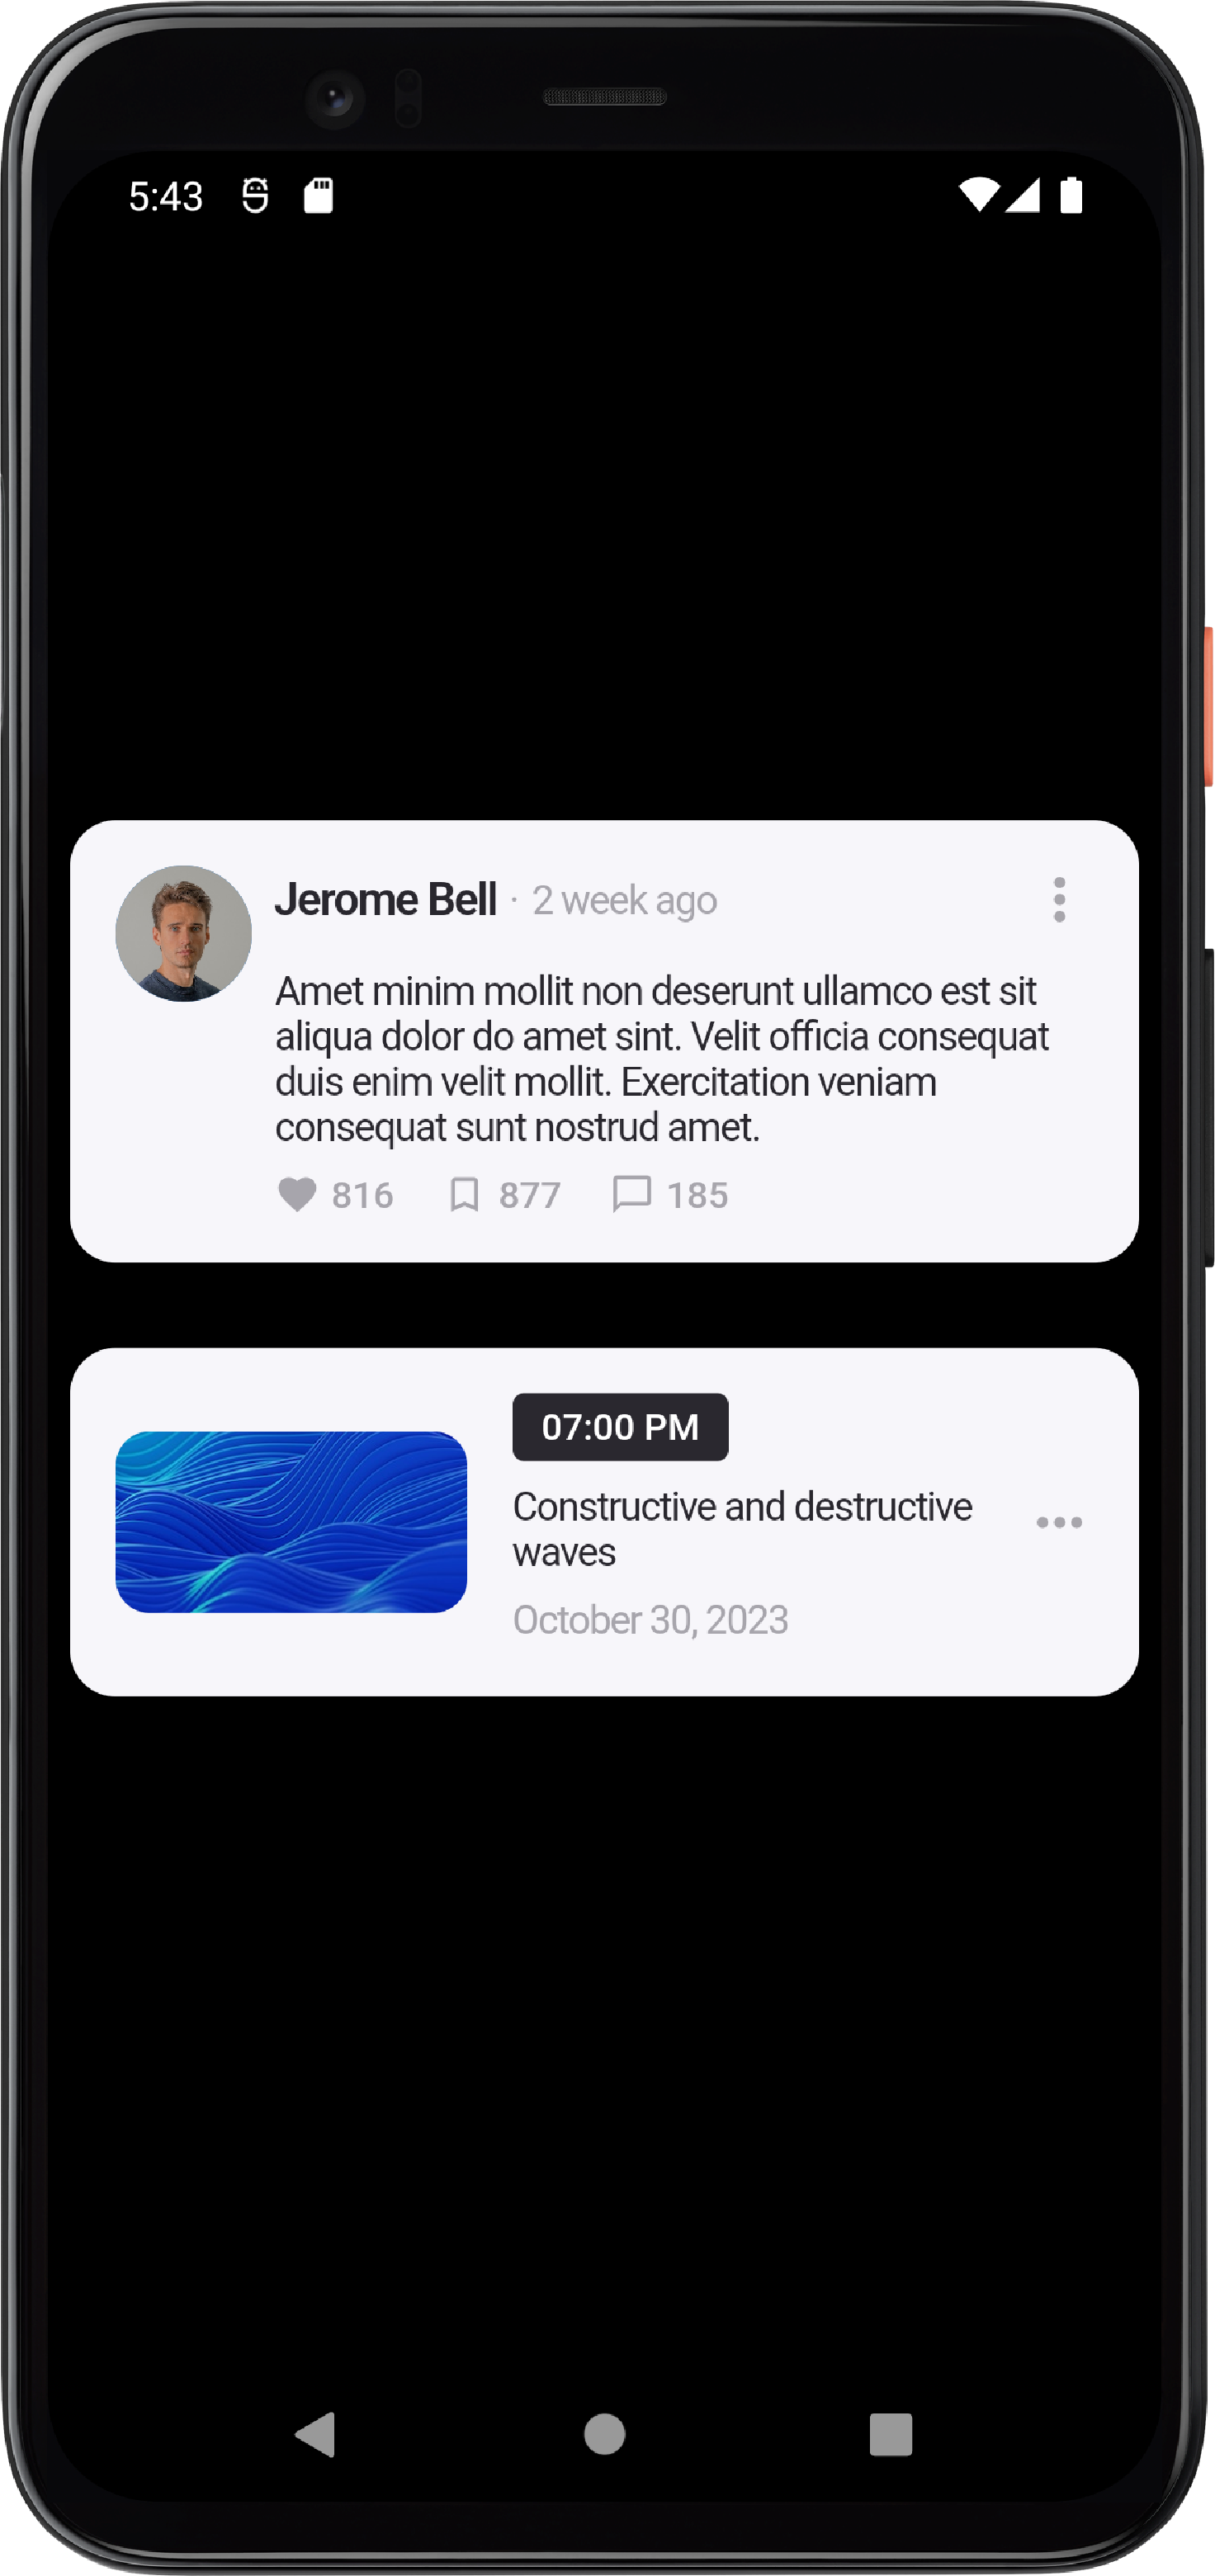 5:43
Jerome Bell · 2 week ago
Amet minim mollit non deserunt ullamco est sit
aliqua dolor do amet sint. Velit officia consequat
duis enim velit mollit. Exercitation veniam
consequat sunt nostrud amet.
816 877 185
07:00 PM
Constructive and destructive
waves
October 30, 2023